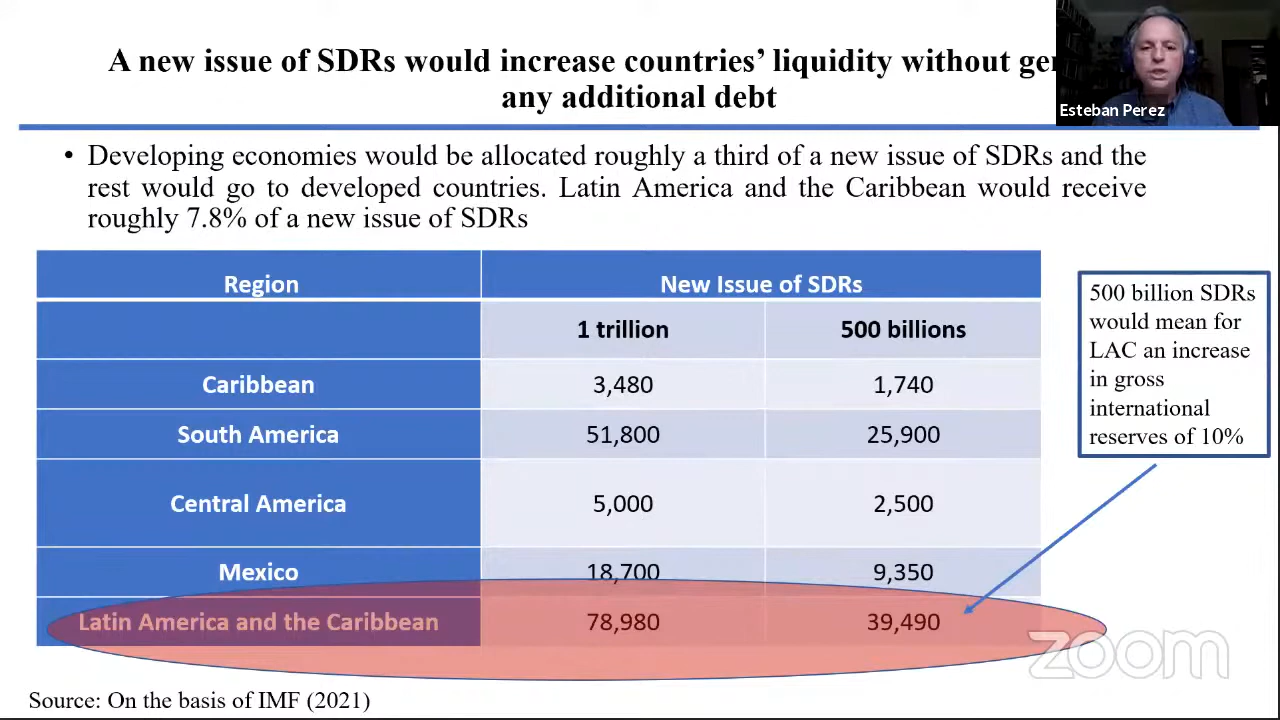 A new issue of SDRs would increase countries' liquidity without
any additional debt
Esteban Perez
• Developing economies would be allocated roughly a third of a new issue of SDRs and the
rest would go to developed countries. Latin America and the Caribbean would receive
roughly 7.8% of a new issue of SDRs
Region New Issue of SDRs
1 trillion 500 billions
Caribbean 3,480 1,740
South America 51,800 25,900
Central America 5,000 2,500
Mexico 18,700 9,350
Latin America and the Caribbean 78,980 39,490
500 billion SDRs
would mean for
LAC an increase
in gross
international
reserves of 10%
zoom
Source: On the basis of IMF (2021)